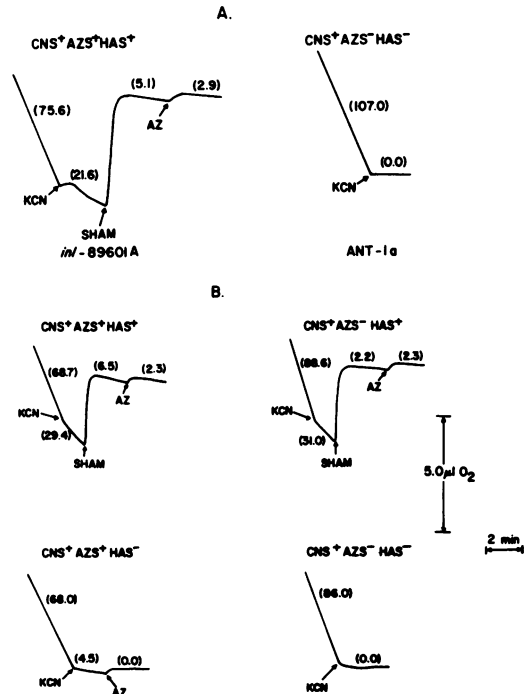 A.
CNS⁺AZS⁺HAS⁺
CNS⁺AZS⁻HAS⁻
(75.6)
(5.1)
(2.9)
(107.0)
AZ
(21.6)
(0.0)
KCN
KCN
SHAM
inl-89601A
ANT-1a
B.
CNS⁺AZS⁺HAS⁺
CNS⁺AZS⁻HAS⁺
(68.7)
(6.5)
(2.3)
(88.6)
(2.2)
(2.3)
AZ
AZ
KCN
KCN
(29.4)
(31.0)
SHAM
SHAM
5.0μl O₂
2 min
CNS⁺AZS⁺HAS⁻
CNS⁺AZS⁻HAS⁻
(68.0)
(86.0)
(4.5)
(0.0)
(0.0)
KCN
AZ
KCN